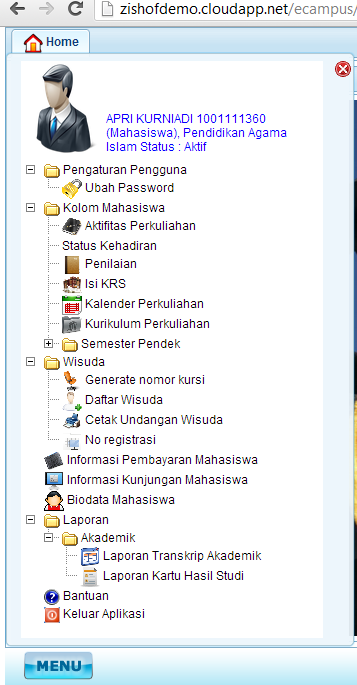 zishofdemo.cloudapp.net/ecampus/
Home
APRI KURNIADI 1001111360
(Mahasiswa), Pendidikan Agama
Islam Status : Aktif
Pengaturan Pengguna
Ubah Password
Kolom Mahasiswa
Aktifitas Perkuliahan
Status Kehadiran
Penilaian
Isi KRS
Kalender Perkuliahan
Kurikulum Perkuliahan
Semester Pendek
Wisuda
Generate nomor kursi
Daftar Wisuda
Cetak Undangan Wisuda
No registrasi
Informasi Pembayaran Mahasiswa
Informasi Kunjungan Mahasiswa
Biodata Mahasiswa
Laporan
Akademik
Laporan Transkrip Akademik
Laporan Kartu Hasil Studi
Bantuan
Keluar Aplikasi
MENU